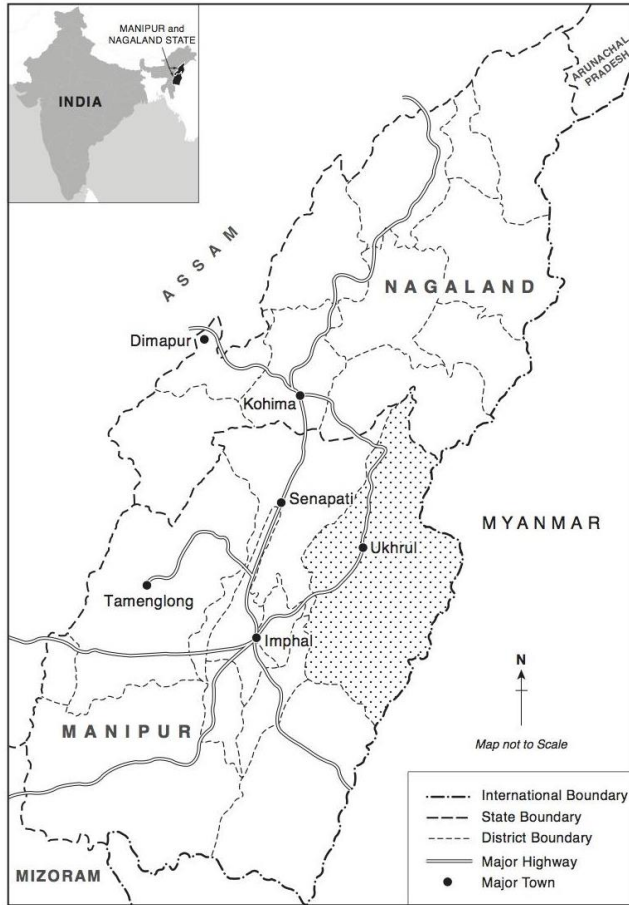 MANIPUR and
NAGALAND STATE
INDIA
ARUNACHAL
PRADESH
ASSAM
NAGALAND
Dimapur
Kohima
Senapati
MYANMAR
Ukhrul
Tamenglong
Imphal
N
MANIPUR
Map not to Scale
International Boundary
State Boundary
District Boundary
Major Highway
Major Town
MIZORAM